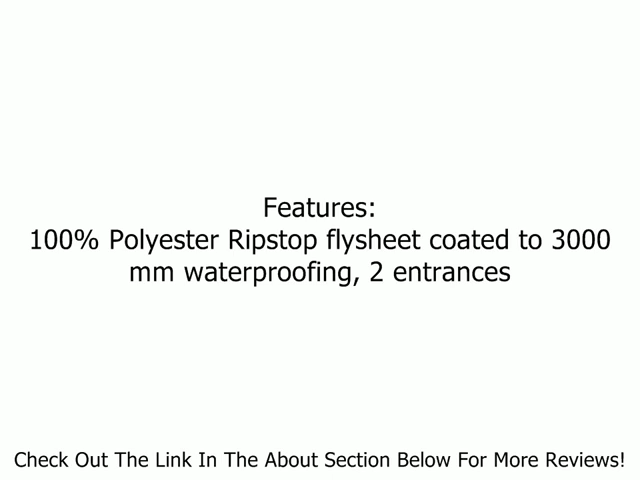 Features:
100% Polyester Ripstop flysheet coated to 3000
mm waterproofing, 2 entrances
Check Out The Link In The About Section Below For More Reviews!